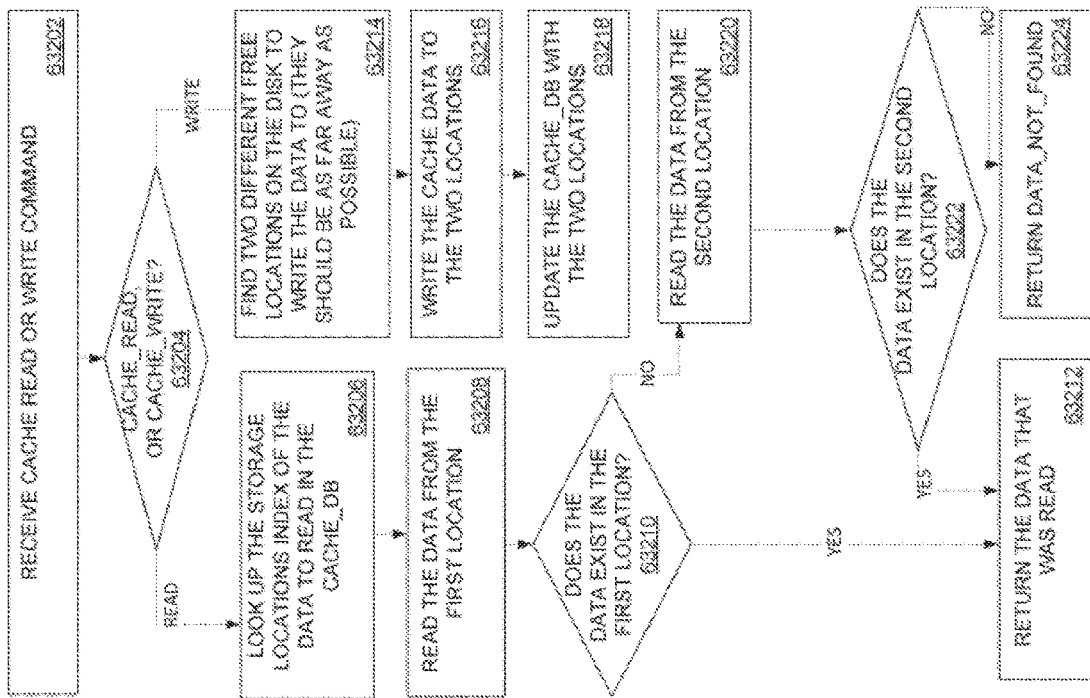 RECEIVE CACHE READ OR WRITE COMMAND
63202
CACHE_READ,
OR CACHE_WRITE?
63204
READ
WRITE
LOOK UP THE STORAGE
LOCATIONS INDEX OF THE
DATA TO READ IN THE
CACHE_DB
63206
READ THE DATA FROM THE
FIRST LOCATION
63208
DOES THE
DATA EXIST IN THE
FIRST LOCATION?
63210
NO
YES
FIND TWO DIFFERENT FREE
LOCATIONS ON THE DISK TO
WRITE THE DATA TO (THEY
SHOULD BE AS FAR AWAY AS
POSSIBLE)
63214
WRITE THE CACHE DATA TO
THE TWO LOCATIONS
63216
UPDATE THE CACHE_DB WITH
THE TWO LOCATIONS
63218
READ THE DATA FROM THE
SECOND LOCATION
63220
DOES THE
DATA EXIST IN THE SECOND
LOCATION?
63222
YES
NO
RETURN THE DATA THAT
WAS READ
63212
RETURN DATA_NOT_FOUND
63224